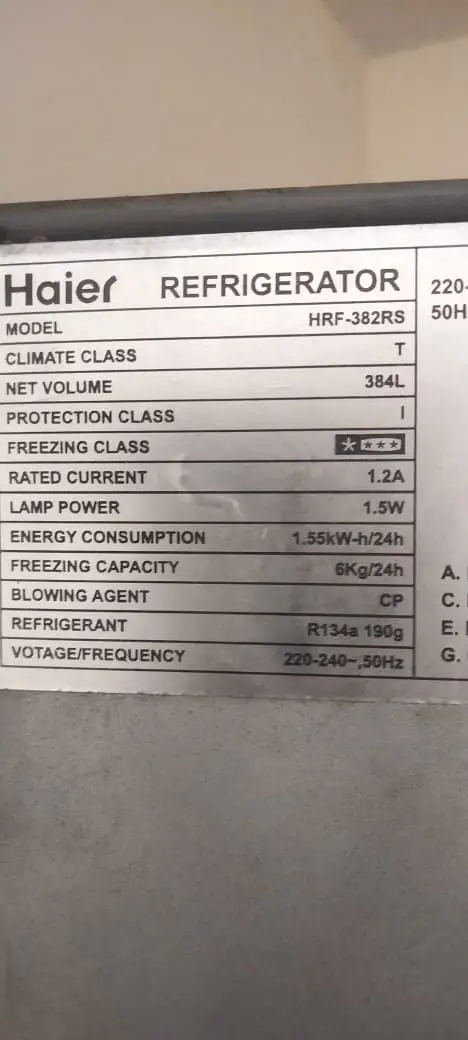 Haier REFRIGERATOR
MODEL HRF-382RS
CLIMATE CLASS T
NET VOLUME 384L
PROTECTION CLASS I
FREEZING CLASS * ***
RATED CURRENT 1.2A
LAMP POWER 1.5W
ENERGY CONSUMPTION 1.55kW-h/24h
FREEZING CAPACITY 6Kg/24h
BLOWING AGENT CP
REFRIGERANT R134a 190g
VOTAGE/FREQUENCY 220-240~,50Hz
220-
50H
A.
C.
E.
G.